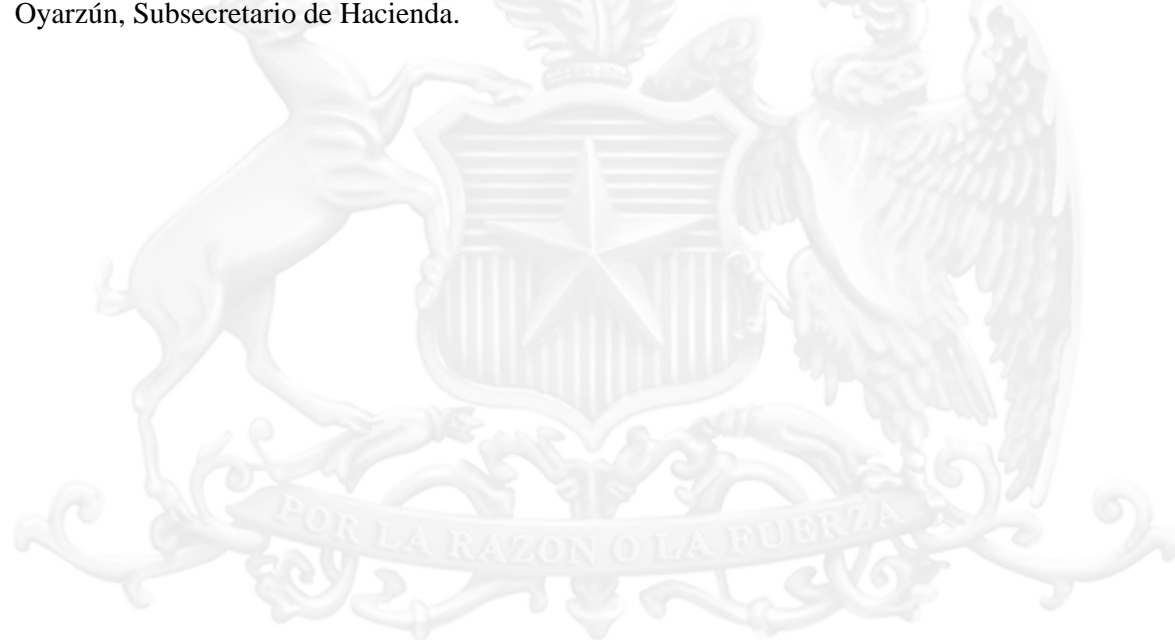 Oyarzún, Subsecretario de Hacienda.
POR LA RAZON O LA FUERZA